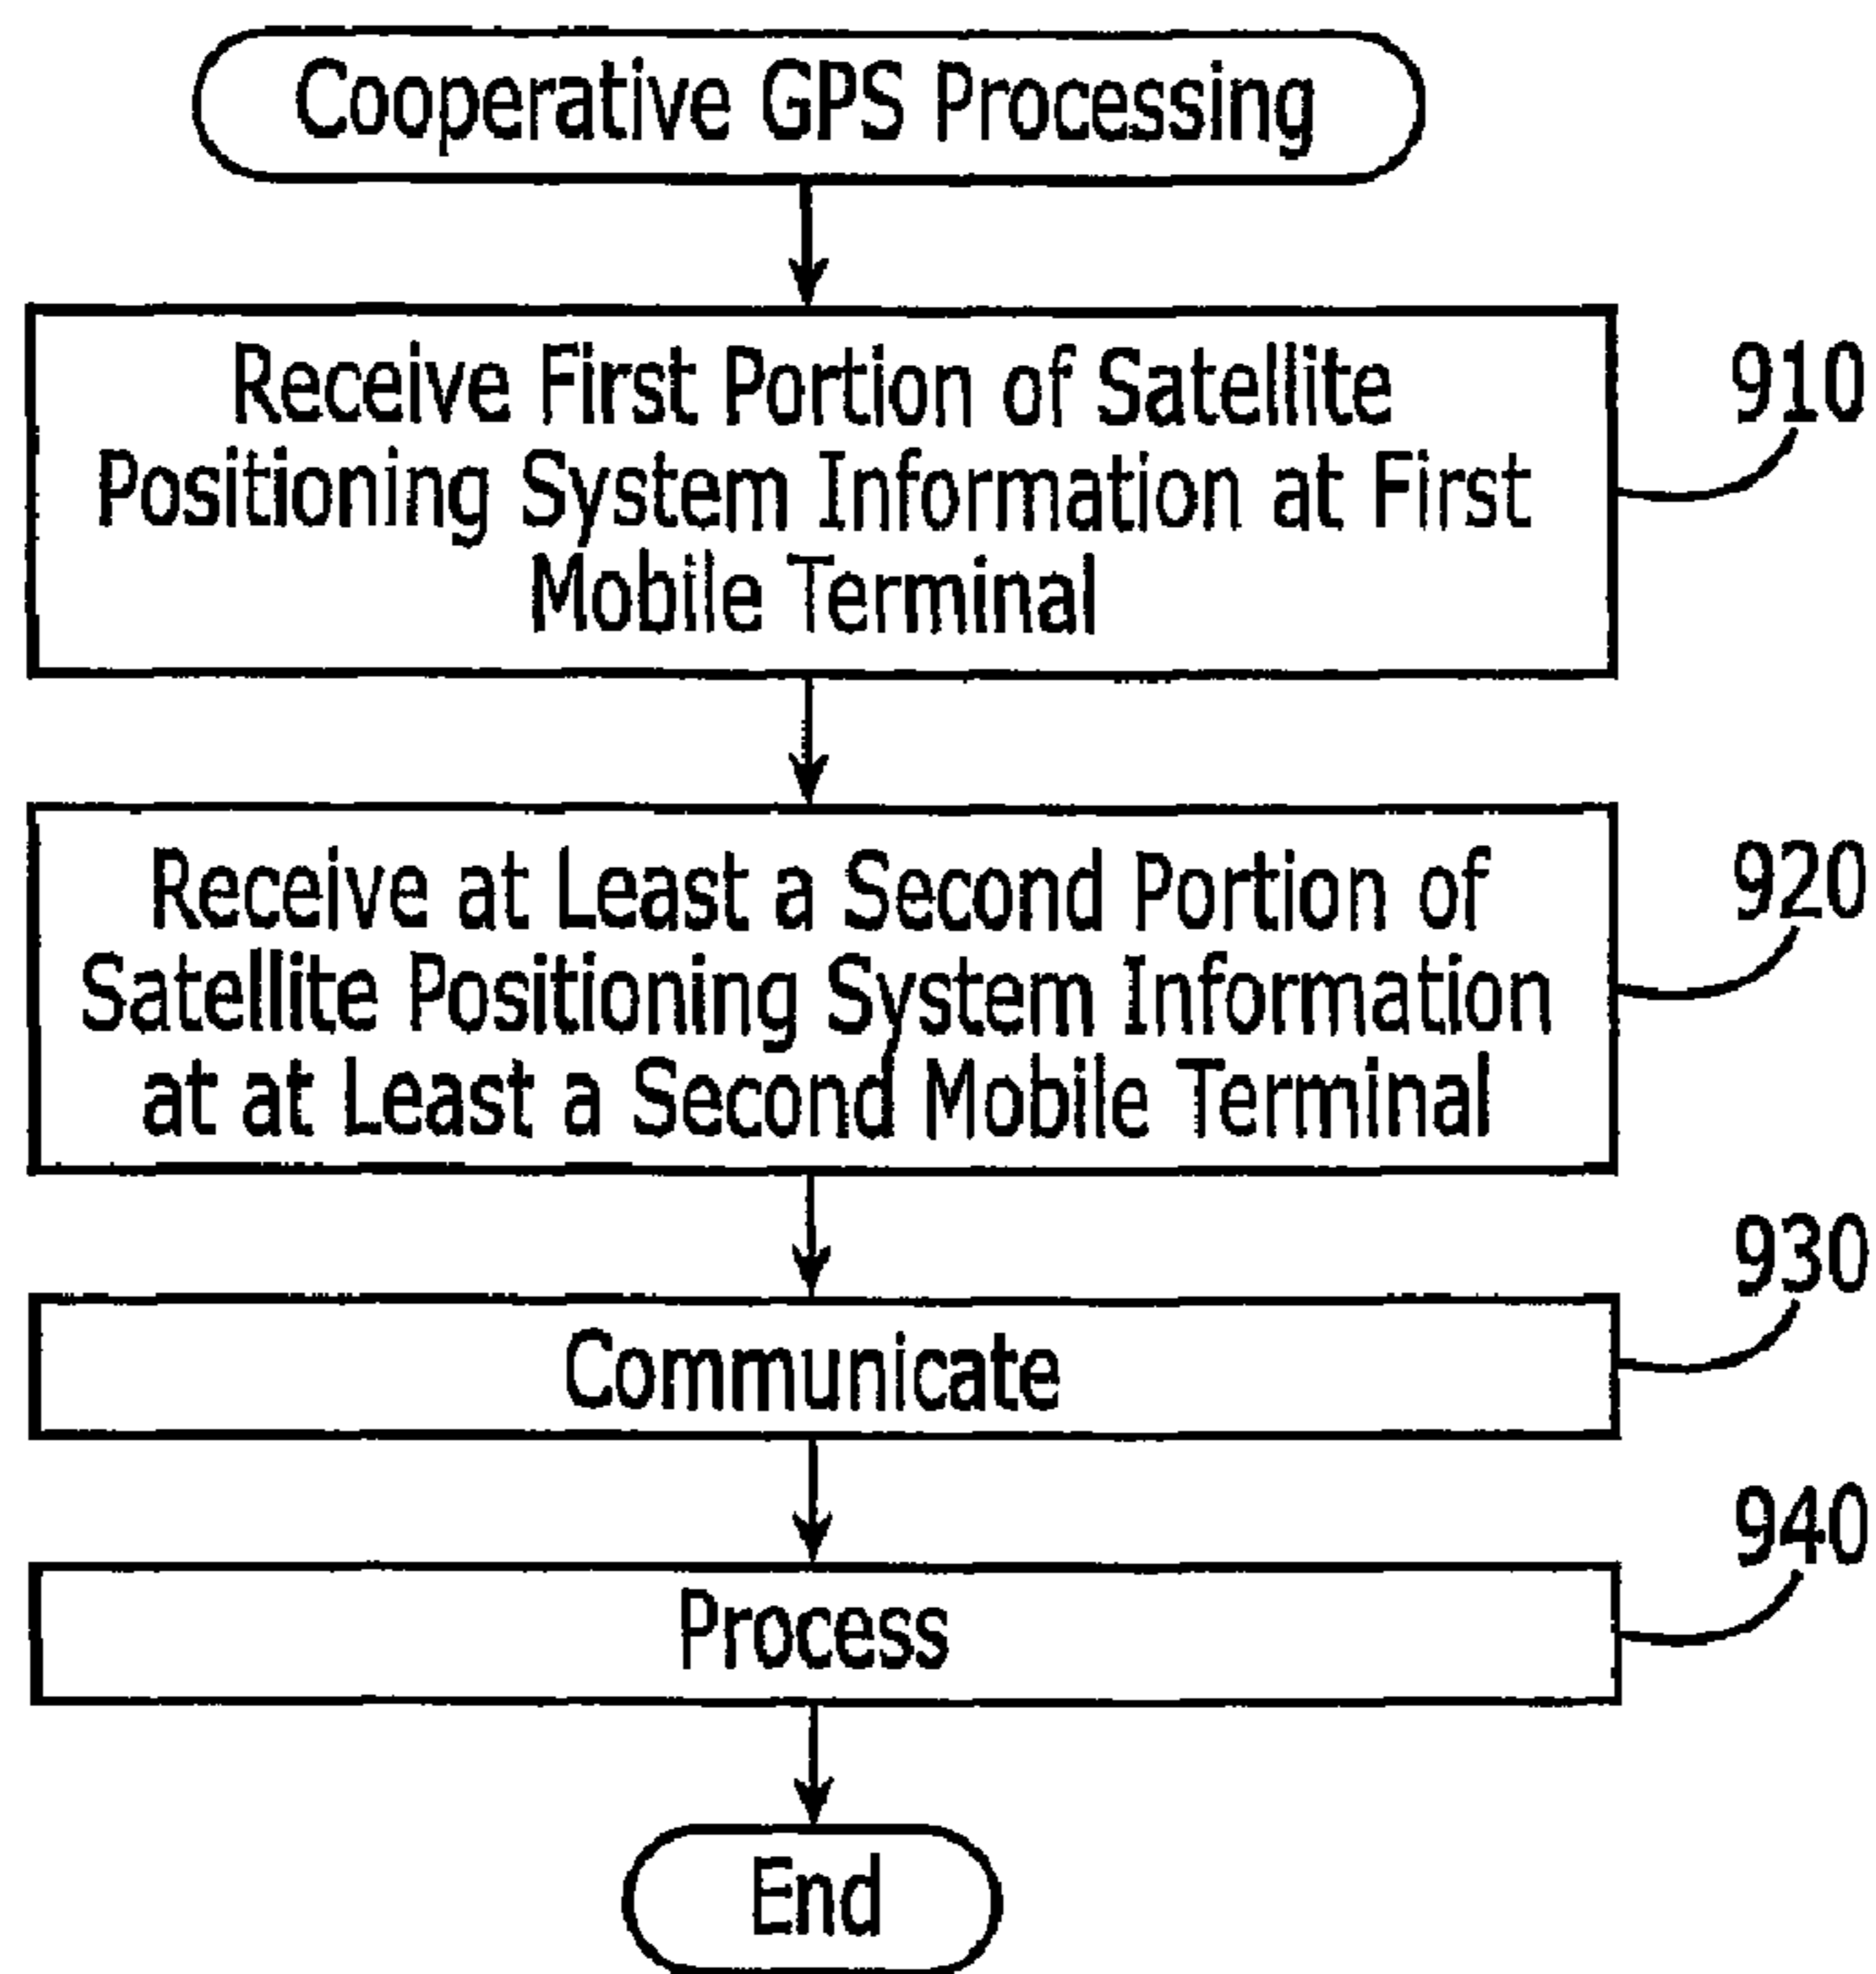 Cooperative GPS Processing
Receive First Portion of Satellite
Positioning System Information at First
Mobile Terminal
910
Receive at Least a Second Portion of
Satellite Positioning System Information
at at Least a Second Mobile Terminal
920
Communicate
930
Process
940
End